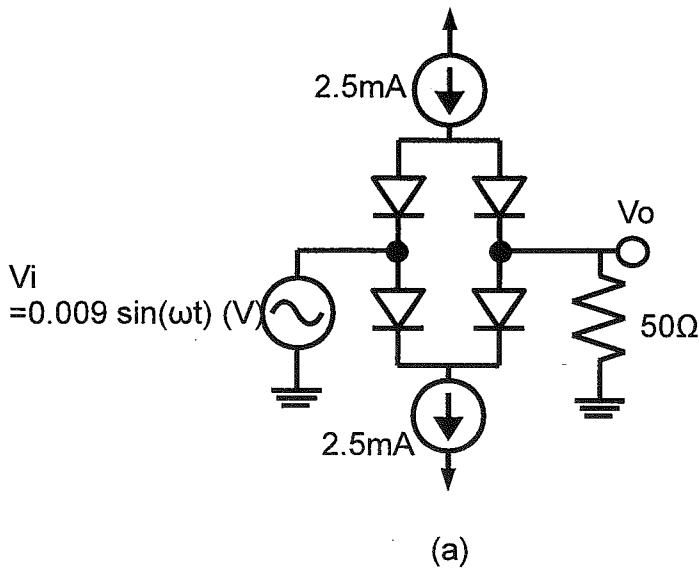 2.5mA
Vo
Vi
=0.009 sin(ωt) (V)
50Ω
2.5mA
(a)